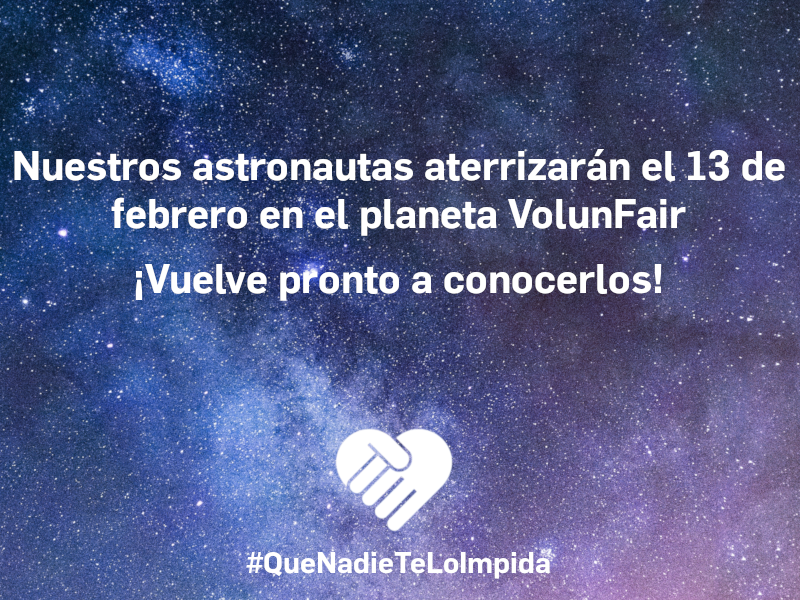 Nuestros astronautas aterrizarán el 13 de
febrero en el planeta VolunFair
¡Vuelve pronto a conocerlos!
#QueNadieTeLoImpida